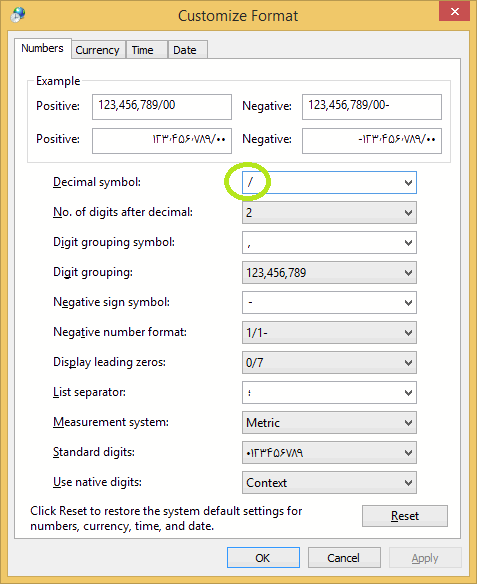 Customize Format
Numbers Currency Time Date
Example
Positive: 123,456,789/00 Negative: 123,456,789/00-
Positive: ۱۲۳٬۴۵۶٬۷۸۹/۰۰ Negative: -۱۲۳٬۴۵۶٬۷۸۹/۰۰
Decimal symbol: /
No. of digits after decimal: 2
Digit grouping symbol: ,
Digit grouping: 123,456,789
Negative sign symbol: -
Negative number format: 1/1-
Display leading zeros: 0/7
List separator: ؛
Measurement system: Metric
Standard digits: ۰۱۲۳۴۵۶۷۸۹
Use native digits: Context
Click Reset to restore the system default settings for
numbers, currency, time, and date.
Reset
OK Cancel Apply